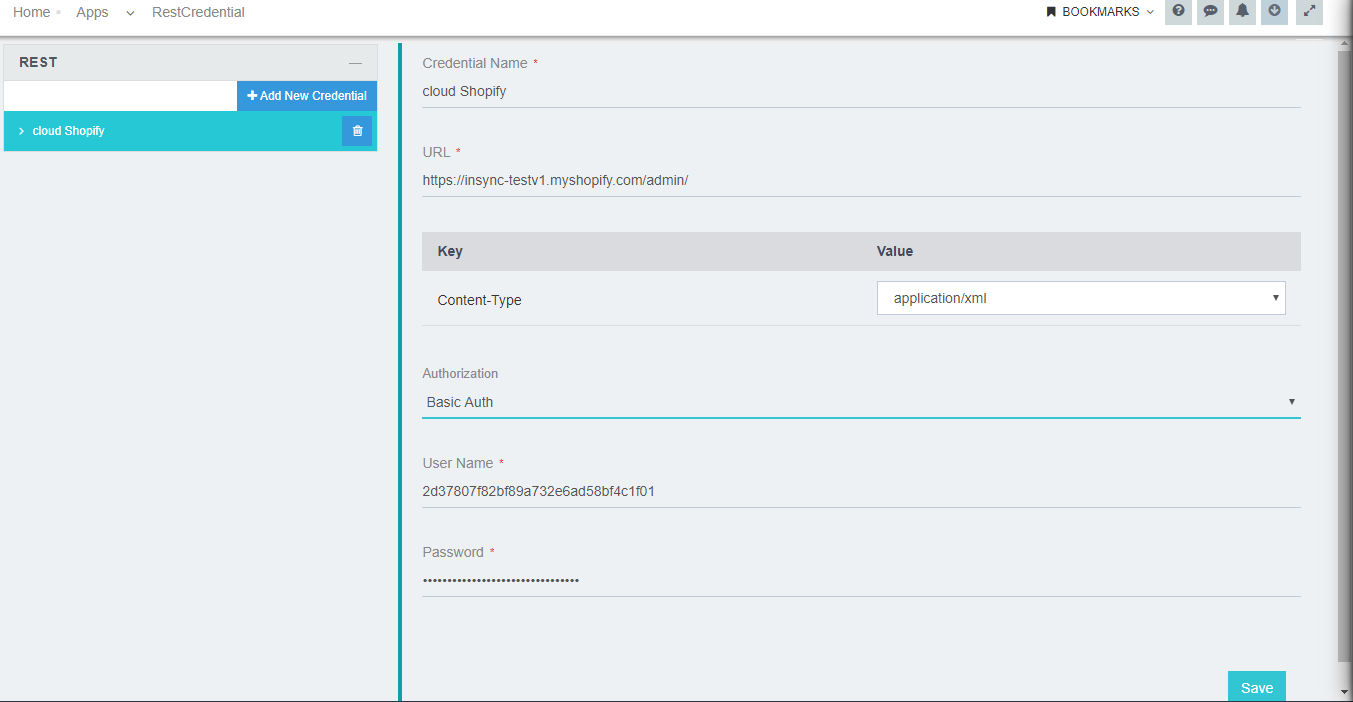 Home Apps RestCredential
BOOKMARKS
REST
Add New Credential
cloud Shopify
Credential Name *
cloud Shopify
URL *
https://insync-testv1.myshopify.com/admin/
Key Value
Content-Type application/xml
Authorization
Basic Auth
User Name *
2d37807f82bf89a732e6ad58bf4c1f01
Password *
••••••••••••••••••••••••••••••••
Save